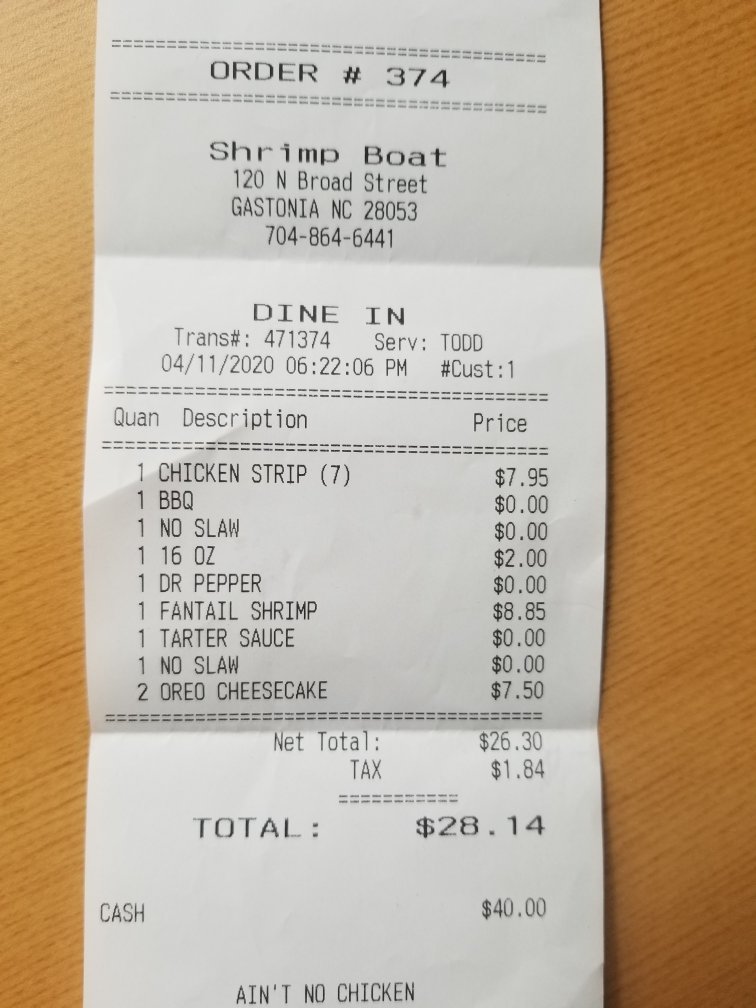 =======================================
ORDER # 374
=======================================
Shrimp Boat
120 N Broad Street
GASTONIA NC 28053
704-864-6441
DINE IN
Trans#: 471374 Serv: TODD
04/11/2020 06:22:06 PM #Cust:1
=======================================
Quan Description Price
=======================================
1 CHICKEN STRIP (7) $7.95
1 BBQ $0.00
1 NO SLAW $0.00
1 16 OZ $2.00
1 DR PEPPER $0.00
1 FANTAIL SHRIMP $8.85
1 TARTER SAUCE $0.00
1 NO SLAW $0.00
2 OREO CHEESECAKE $7.50
=======================================
Net Total: $26.30
TAX $1.84
===========
TOTAL: $28.14
CASH $40.00
AIN'T NO CHICKEN